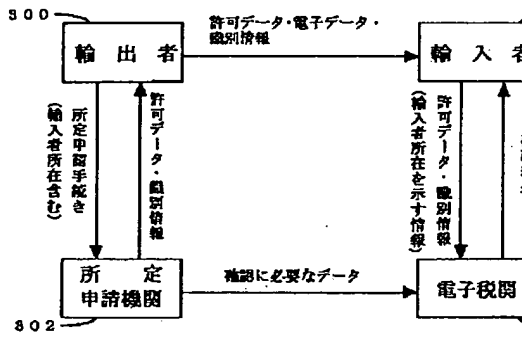 300
許可データ・電子データ・
識別情報
輸出者
輸入者
所定申請手続き
(輸入者所在含む)
許可データ・識別情報
許可データ・識別情報
(輸入者所在を示す情報)
所定
申請機関
確認に必要なデータ
電子税関
302